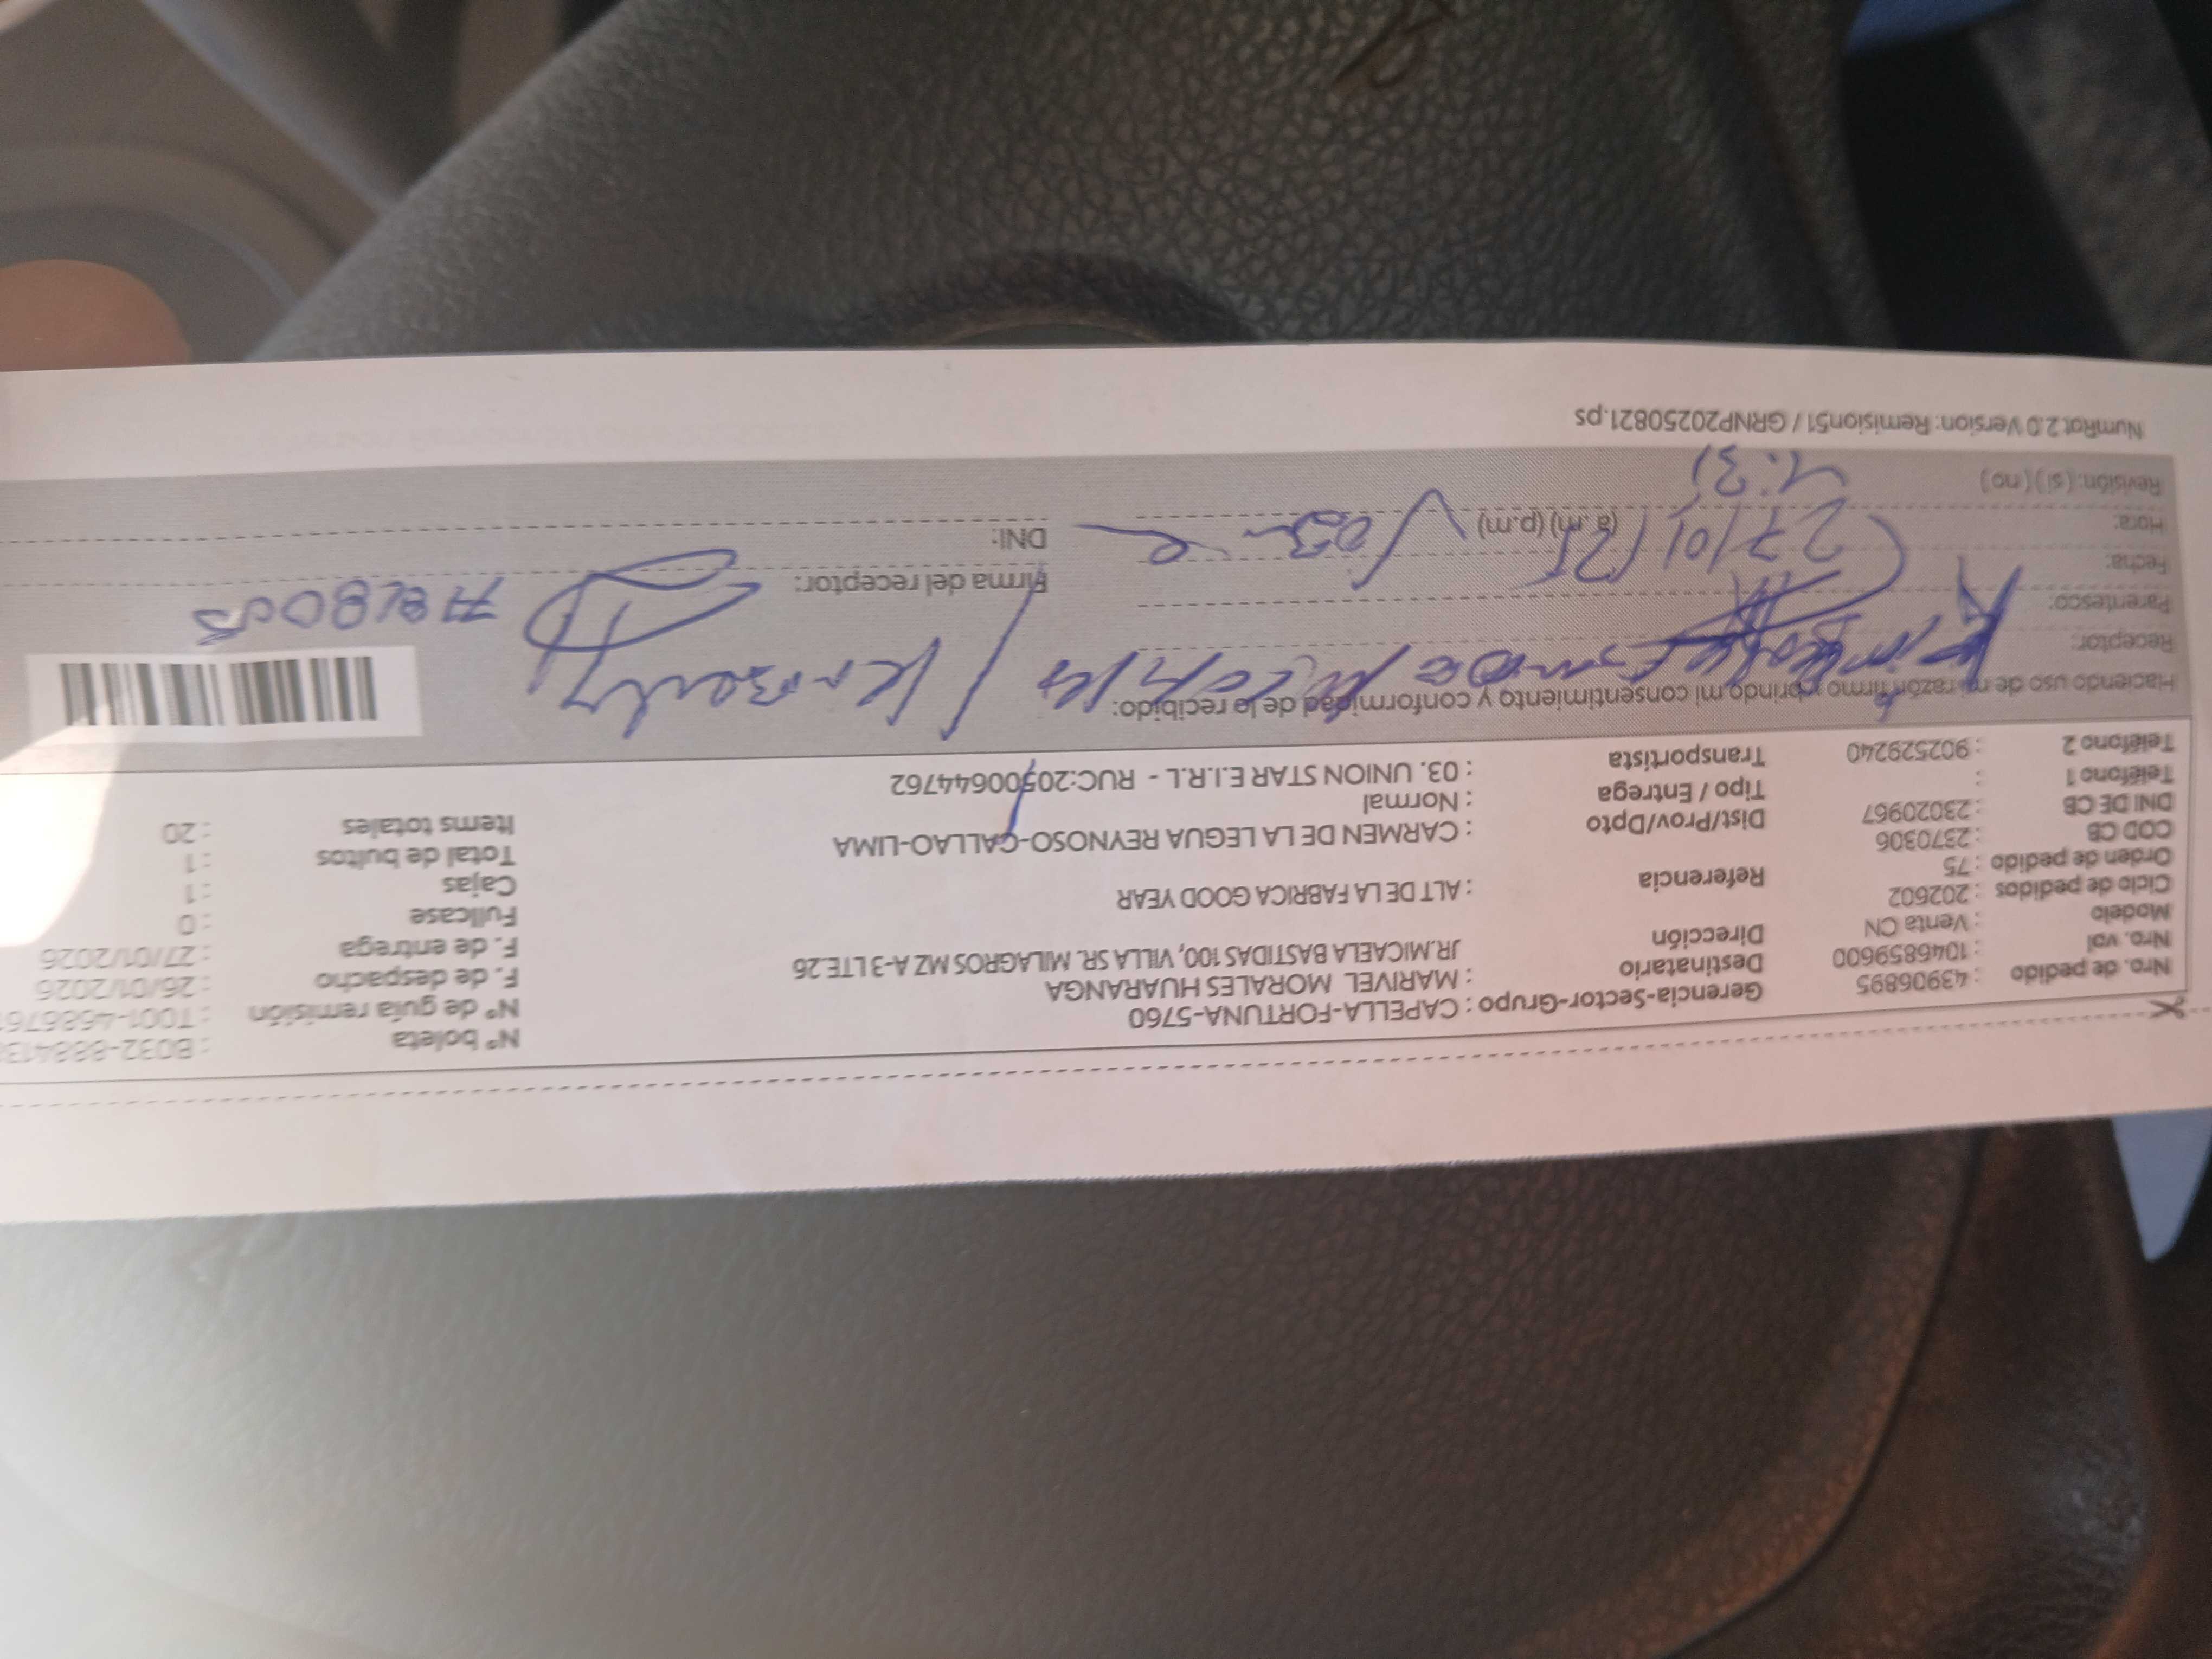 Nro. de pedido : 43906895 Gerencia-Sector-Grupo : CAPELLA-FORTUNA-5760 N° boleta : B032-888413
Nro. vol : 1046859600 Destinatario : MARIVEL MORALES HUARANGA N° de guía remisión : T001-468676
Modelo : Venta CN Dirección JR.MICAELA BASTIDAS 100, VILLA SR. MILAGROS MZ A-3 LTE.26 F. de despacho : 26/01/2026
Ciclo de pedidos : 202602 F. de entrega : 27/01/2026
Orden de pedido : 75 Referencia : ALT DE LA FABRICA GOOD YEAR Fullcase : 0
COD CB : 2370306 Cajas : 1
DNI DE CB : 23020967 Dist/Prov/Dpto : CARMEN DE LA LEGUA REYNOSO-CALLAO-LIMA Total de bultos : 1
Teléfono 1 : Tipo / Entrega : Normal Items totales : 20
Teléfono 2 : 902529240 Transportista : 03. UNION STAR E.I.R.L - RUC:20500644762
Haciendo uso de mi razón firmo y brindo mi consentimiento y conformidad de lo recibido:
Receptor:
Parentesco:
Fecha: 27/01/ Firma del receptor:
Hora: (a.m) (p.m) DNI:
Revisión: (si) (no)
NumRot 2.0 Version: Remision51 / GRNP20250821.ps